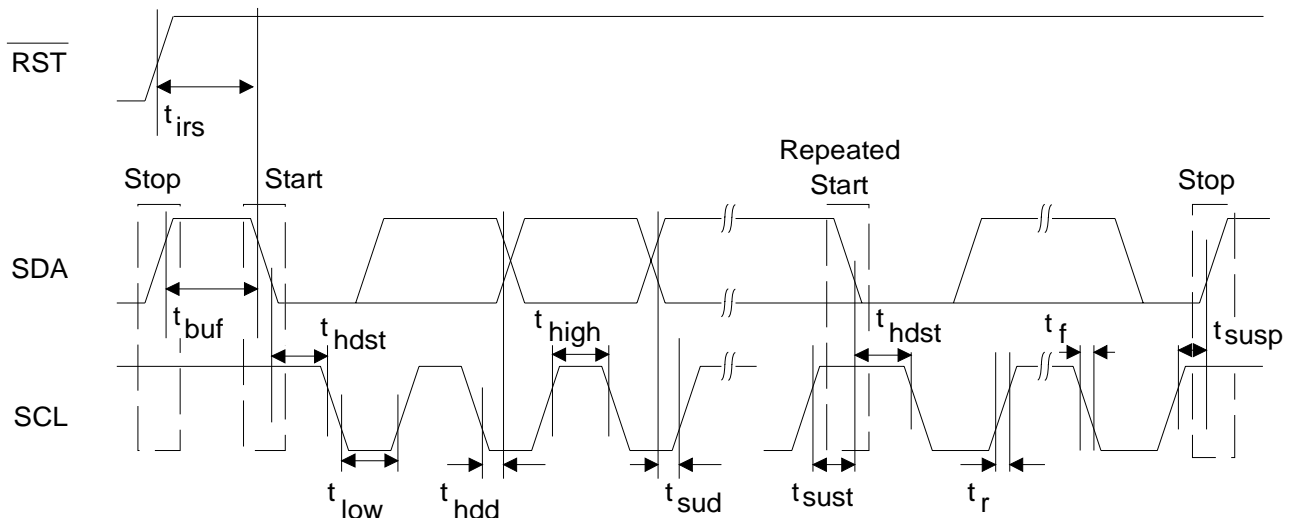 RST
t irs
Stop
Start
Repeated
Start
Stop
SDA
t buf
t hdst
t high
t hdst
t f
t susp
SCL
t low
t hdd
t sud
t sust
t r